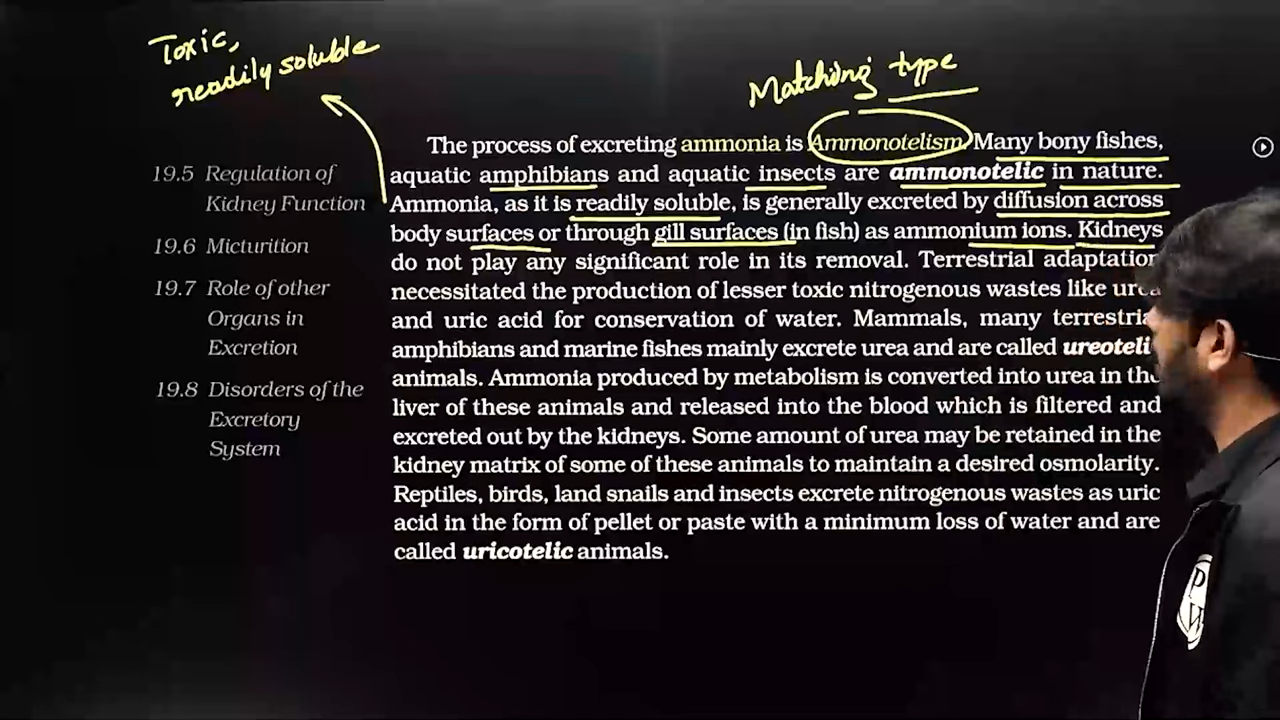 Toxic,
readily soluble
Matching type
19.5 Regulation of
Kidney Function
19.6 Micturition
19.7 Role of other
Organs in
Excretion
19.8 Disorders of the
Excretory
System
The process of excreting ammonia is Ammonotelism. Many bony fishes,
aquatic amphibians and aquatic insects are ammonotelic in nature.
Ammonia, as it is readily soluble, is generally excreted by diffusion across
body surfaces or through gill surfaces (in fish) as ammonium ions. Kidneys
do not play any significant role in its removal. Terrestrial adaptation
necessitated the production of lesser toxic nitrogenous wastes like urea
and uric acid for conservation of water. Mammals, many terrestria
amphibians and marine fishes mainly excrete urea and are called ureoteli
animals. Ammonia produced by metabolism is converted into urea in the
liver of these animals and released into the blood which is filtered and
excreted out by the kidneys. Some amount of urea may be retained in the
kidney matrix of some of these animals to maintain a desired osmolarity.
Reptiles, birds, land snails and insects excrete nitrogenous wastes as uric
acid in the form of pellet or paste with a minimum loss of water and are
called uricotelic animals.
PW